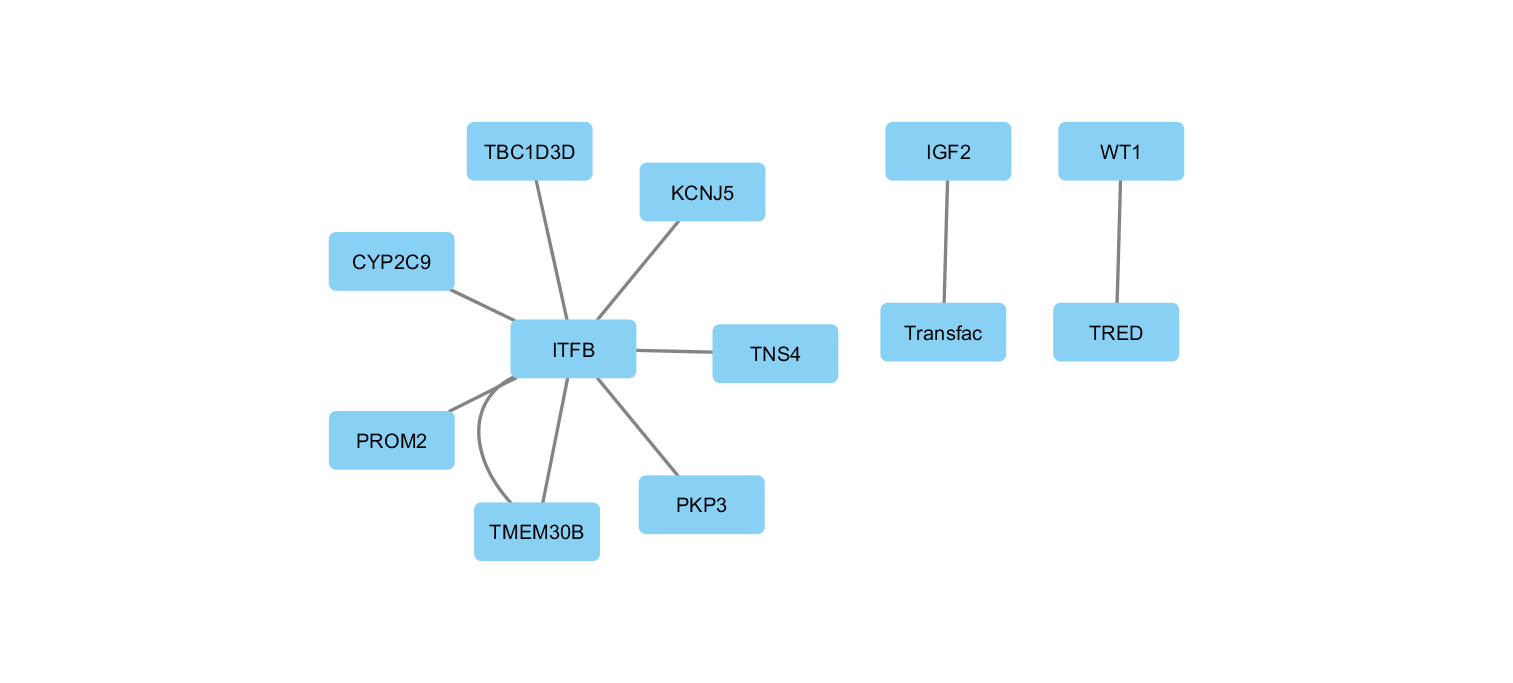 TBC1D3D
KCNJ5
IGF2
WT1
CYP2C9
ITFB
TNS4
Transfac
TRED
PROM2
TMEM30B
PKP3